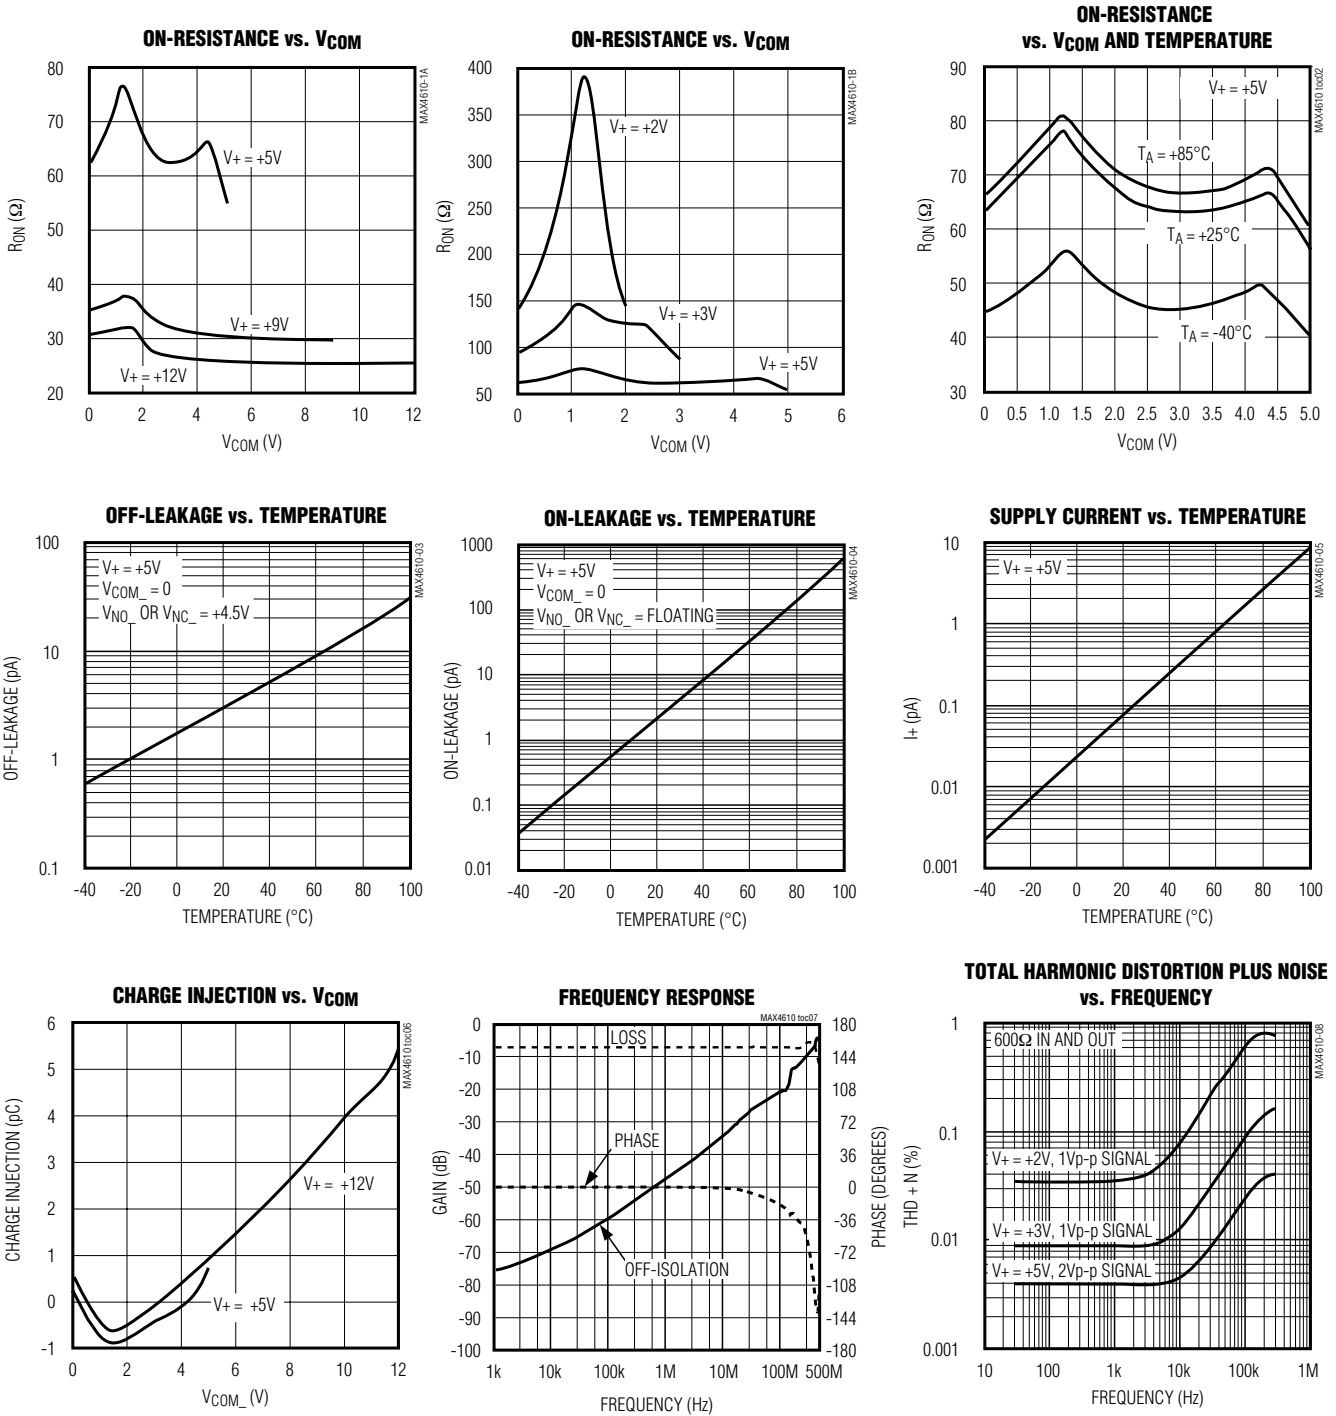 ON-RESISTANCE vs. VCOM
80
70
60
50
40
30
20
RON (Ω)
V+ = +5V
V+ = +9V
V+ = +12V
0 2 4 6 8 10 12
VCOM (V)
MAX4610-1A
ON-RESISTANCE vs. VCOM
400
350
300
250
200
150
100
50
RON (Ω)
V+ = +2V
V+ = +3V
V+ = +5V
0 1 2 3 4 5 6
VCOM (V)
MAX4610-1B
ON-RESISTANCE
vs. VCOM AND TEMPERATURE
90
80
70
60
50
40
30
RON (Ω)
V+ = +5V
TA = +85°C
TA = +25°C
TA = -40°C
0 0.5 1.0 1.5 2.0 2.5 3.0 3.5 4.0 4.5 5.0
VCOM (V)
MAX4610 toc02
OFF-LEAKAGE vs. TEMPERATURE
100
10
1
0.1
OFF-LEAKAGE (pA)
V+ = +5V
VCOM_ = 0
VNO_ OR VNC_ = +4.5V
-40 -20 0 20 40 60 80 100
TEMPERATURE (°C)
MAX4610-03
ON-LEAKAGE vs. TEMPERATURE
1000
100
10
1
0.1
0.01
ON-LEAKAGE (pA)
V+ = +5V
VCOM_ = 0
VNO_ OR VNC_ = FLOATING
-40 -20 0 20 40 60 80 100
TEMPERATURE (°C)
MAX4610-04
SUPPLY CURRENT vs. TEMPERATURE
10
1
0.1
0.01
0.001
I+ (pA)
V+ = +5V
-40 -20 0 20 40 60 80 100
TEMPERATURE (°C)
MAX4610-05
CHARGE INJECTION vs. VCOM
6
5
4
3
2
1
0
-1
CHARGE INJECTION (pC)
V+ = +12V
V+ = +5V
0 2 4 6 8 10 12
VCOM_ (V)
MAX4610 toc06
FREQUENCY RESPONSE
MAX4610 toc07
0
-10
-20
-30
-40
-50
-60
-70
-80
-90
-100
GAIN (dB)
LOSS
PHASE
OFF-ISOLATION
180
144
108
72
36
0
-36
-72
-108
-144
-180
PHASE (DEGREES)
1k 10k 100k 1M 10M 100M 500M
FREQUENCY (Hz)
TOTAL HARMONIC DISTORTION PLUS NOISE
vs. FREQUENCY
1
0.1
0.01
0.001
THD + N (%)
600Ω IN AND OUT
V+ = +2V, 1Vp-p SIGNAL
V+ = +3V, 1Vp-p SIGNAL
V+ = +5V, 2Vp-p SIGNAL
10 100 1k 10k 100k 1M
FREQUENCY (Hz)
MAX4610-08